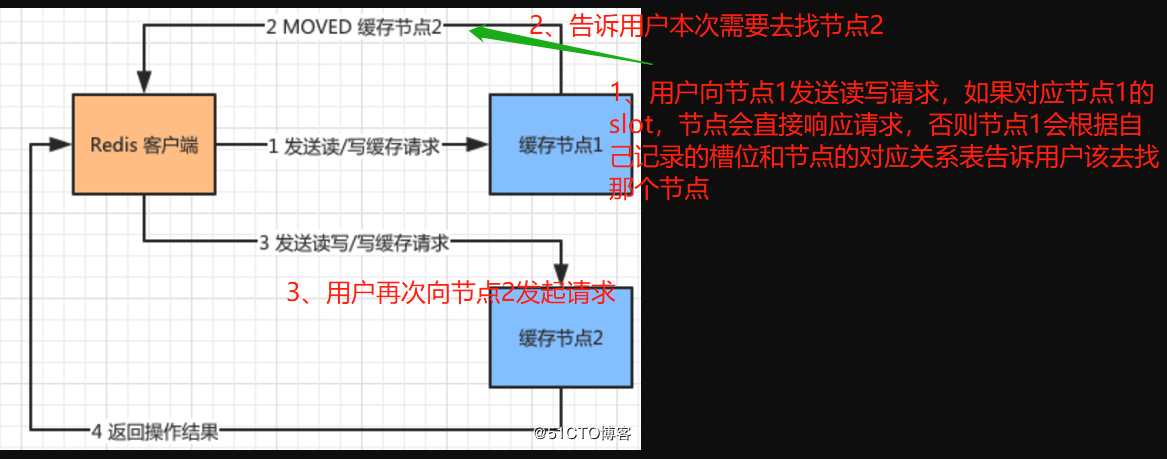 2 MOVED 缓存节点2
2、告诉用户本次需要去找节点2
1、用户向节点1发送读写请求，如果对应节点1的
slot，节点会直接响应请求，否则节点1会根据自
己记录的槽位和节点的对应关系表告诉用户该去找
那个节点
Redis 客户端
1 发送读/写缓存请求
缓存节点1
3 发送读写/写缓存请求
3、用户再次向节点2发起请求
缓存节点2
4 返回操作结果
@51CTO博客